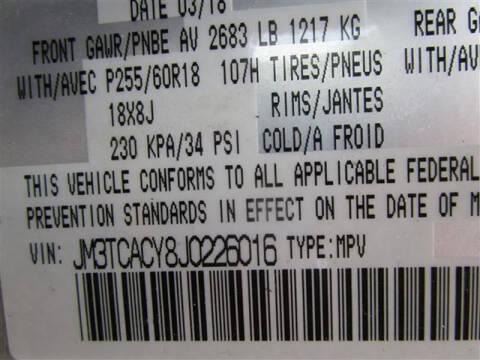 DATE 03/18
FRONT GAWR/PNBE AV 2683 LB 1217 KG REAR
WITH/AVEC P255/60R18 107H TIRES/PNEUS WITH/AVEC
18X8J RIMS/JANTES
230 KPA/34 PSI COLD/A FROID
THIS VEHICLE CONFORMS TO ALL APPLICABLE FEDERAL
PREVENTION STANDARDS IN EFFECT ON THE DATE OF M
VIN: JM3TCACY8J0226016 TYPE:MPV